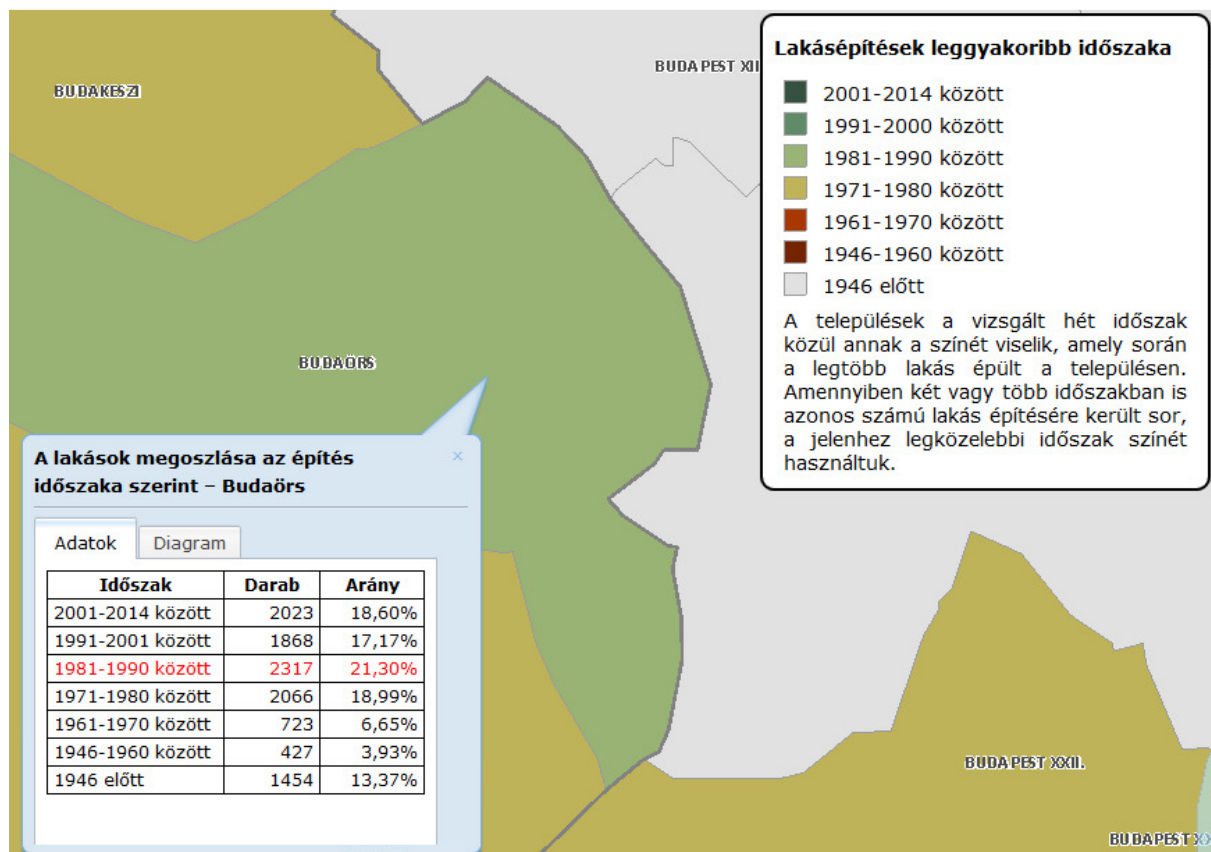 BUDAKESZI
BUDAPEST XII
Lakásépítések leggyakoribb időszaka
2001-2014 között
1991-2000 között
1981-1990 között
1971-1980 között
1961-1970 között
1946-1960 között
1946 előtt
A települések a vizsgált hét időszak
közül annak a színét viselik, amely során
a legtöbb lakás épült a településen.
Amennyiben két vagy több időszakban is
azonos számú lakás építésére került sor,
a jelenhez legközelebbi időszak színét
használtuk.
BUDAÖRS
A lakások megoszlása az építés ×
időszaka szerint – Budaörs
Adatok Diagram
Időszak Darab Arány
2001-2014 között 2023 18,60%
1991-2001 között 1868 17,17%
1981-1990 között 2317 21,30%
1971-1980 között 2066 18,99%
1961-1970 között 723 6,65%
1946-1960 között 427 3,93%
1946 előtt 1454 13,37%
BUDAPEST XXII.
BUDAPEST XX